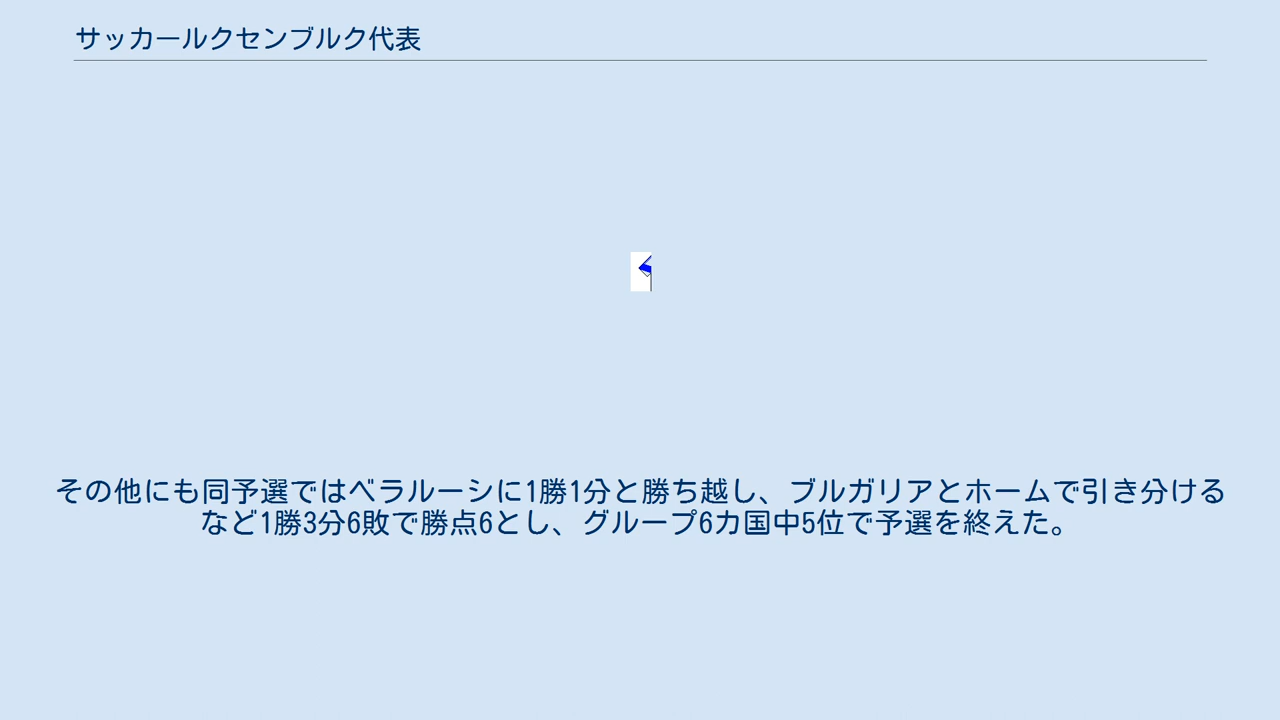 サッカールクセンブルク代表
その他にも同予選ではベラルーシに1勝1分と勝ち越し、ブルガリアとホームで引き分ける
など1勝3分6敗で勝点6とし、グループ6カ国中5位で予選を終えた。